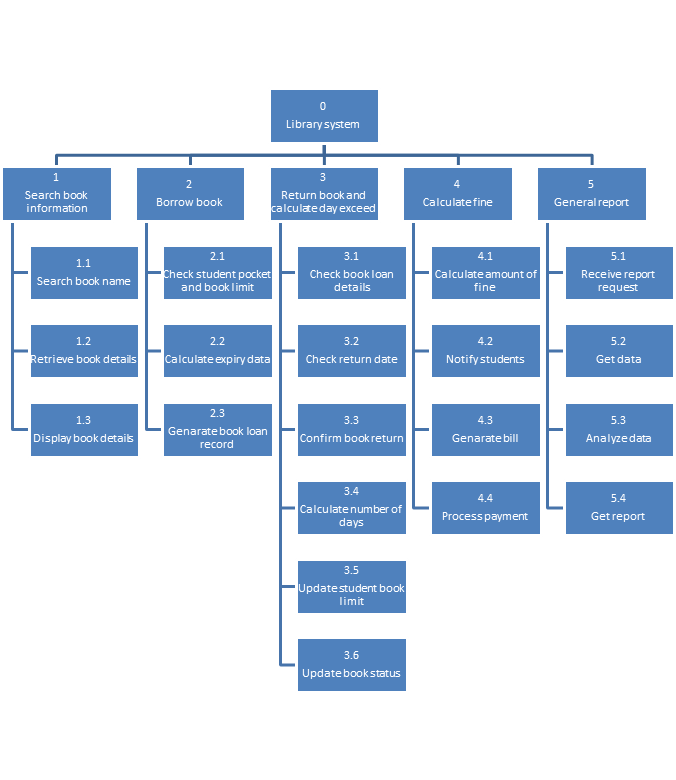 0
Library system
1
Search book
information
2
Borrow book
3
Return book and
calculate day exceed
4
Calculate fine
5
General report
1.1
Search book name
2.1
Check student pocket
and book limit
3.1
Check book loan
details
4.1
Calculate amount of
fine
5.1
Receive report
request
1.2
Retrieve book details
2.2
Calculate expiry data
3.2
Check return date
4.2
Notify students
5.2
Get data
1.3
Display book details
2.3
Genarate book loan
record
3.3
Confirm book return
4.3
Genarate bill
5.3
Analyze data
3.4
Calculate number of
days
4.4
Process payment
5.4
Get report
3.5
Update student book
limit
3.6
Update book status